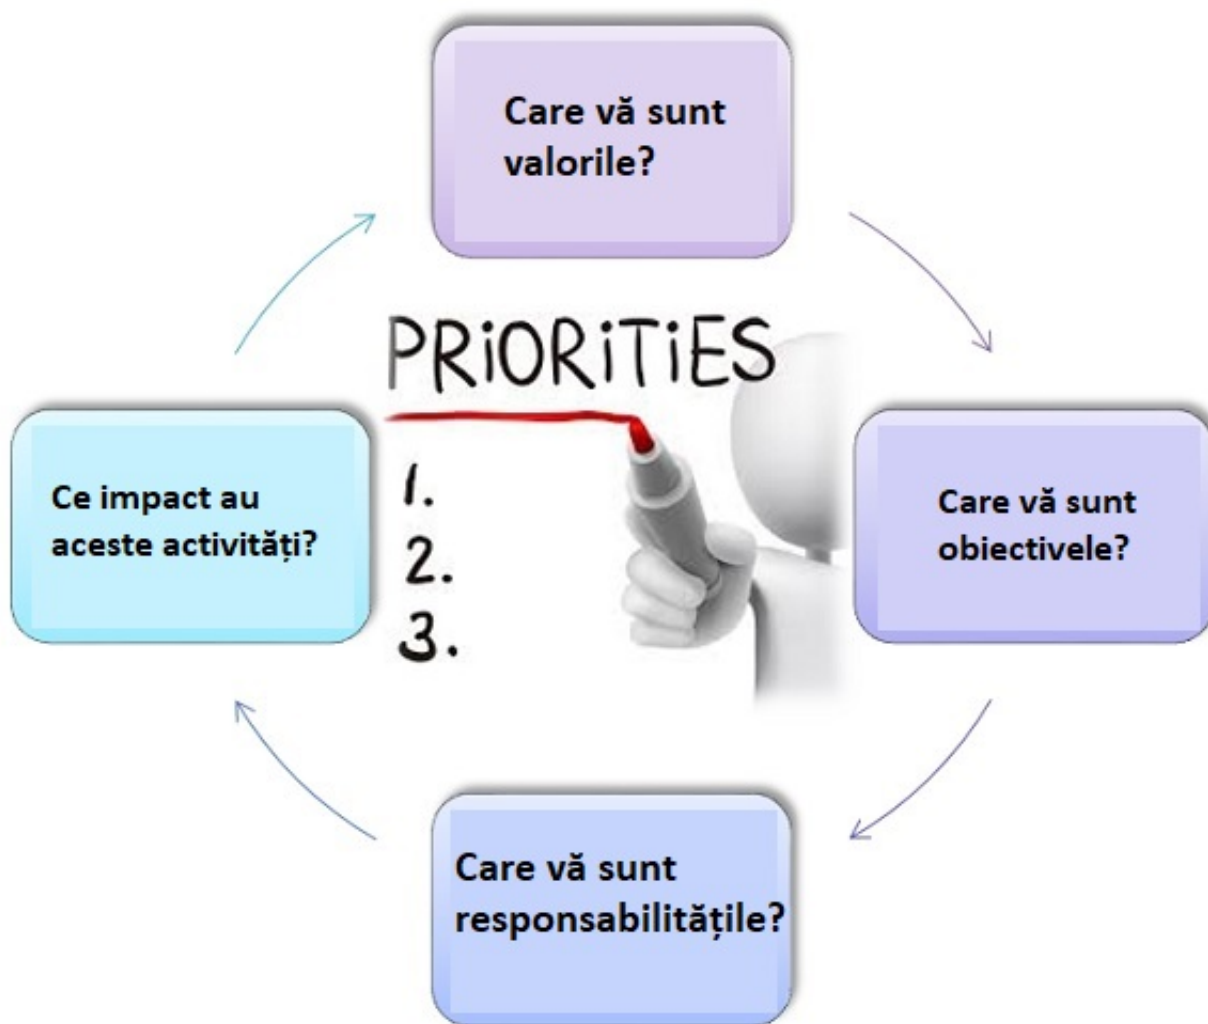 Care vă sunt
valorile?
PRiORiTiES
1.
2.
3.
Care vă sunt
obiectivele?
Care vă sunt
responsabilitățile?
Ce impact au
aceste activități?